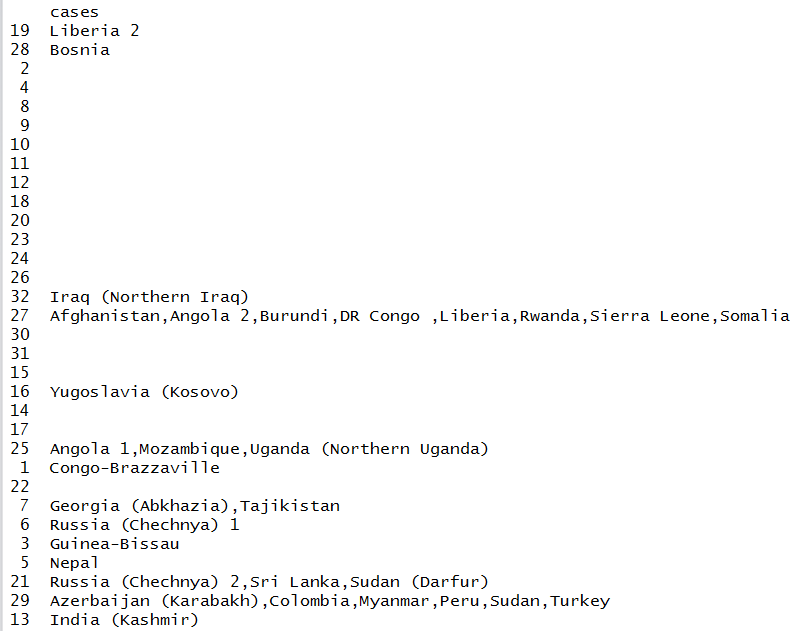 cases
19 Liberia 2
28 Bosnia
2
4
8
9
10
11
12
18
20
23
24
26
32 Iraq (Northern Iraq)
27 Afghanistan,Angola 2,Burundi,DR Congo ,Liberia,Rwanda,Sierra Leone,Somalia
30
31
15
16 Yugoslavia (Kosovo)
14
17
25 Angola 1,Mozambique,Uganda (Northern Uganda)
1 Congo-Brazzaville
22
7 Georgia (Abkhazia),Tajikistan
6 Russia (Chechnya) 1
3 Guinea-Bissau
5 Nepal
21 Russia (Chechnya) 2,Sri Lanka,Sudan (Darfur)
29 Azerbaijan (Karabakh),Colombia,Myanmar,Peru,Sudan,Turkey
13 India (Kashmir)